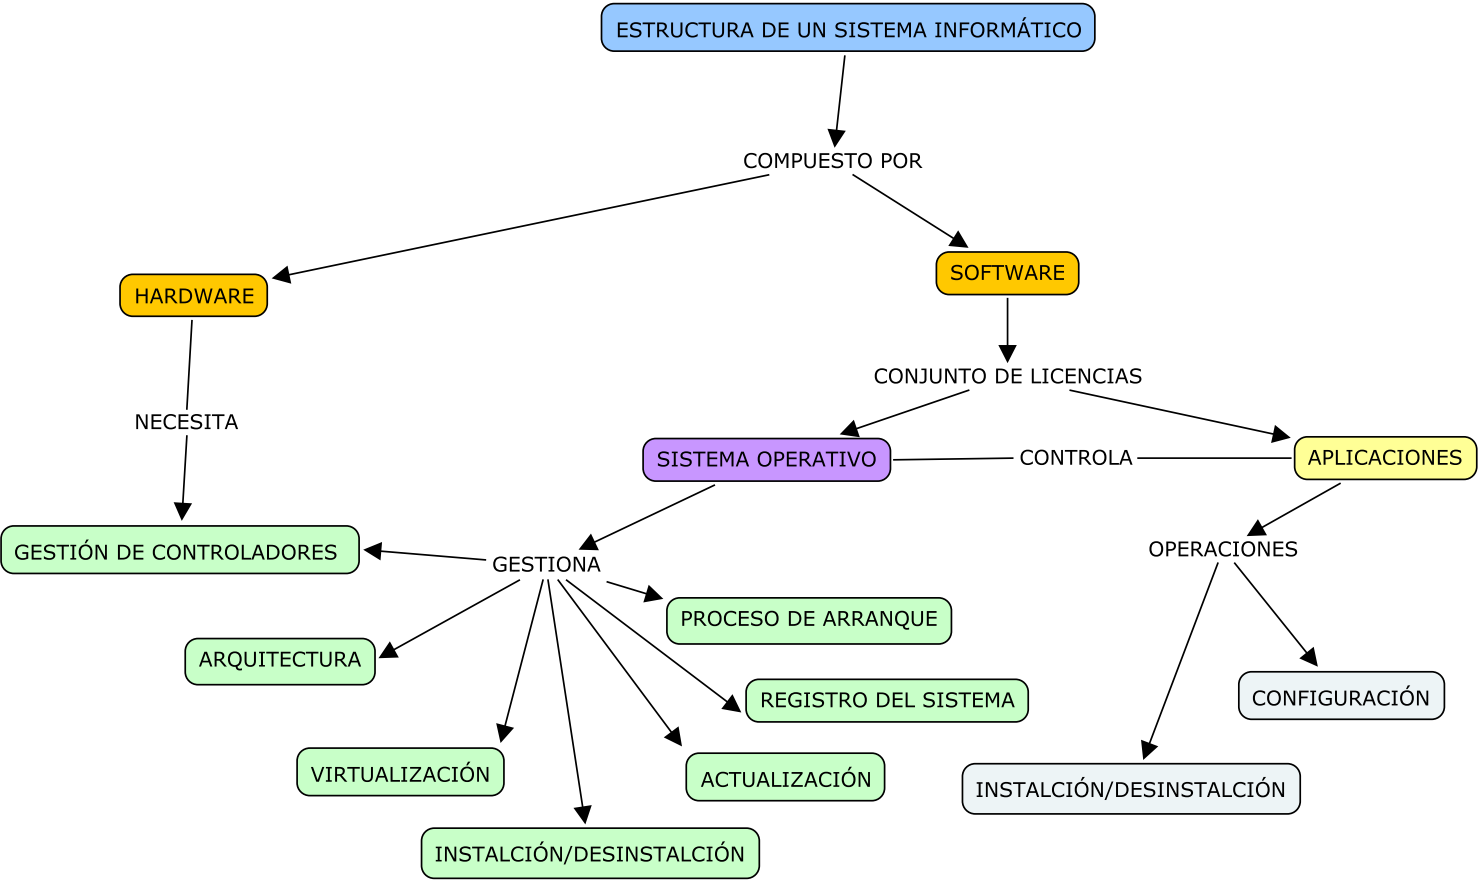 ESTRUCTURA DE UN SISTEMA INFORMÁTICO
COMPUESTO POR
HARDWARE
SOFTWARE
CONJUNTO DE LICENCIAS
NECESITA
SISTEMA OPERATIVO
CONTROLA
APLICACIONES
GESTIÓN DE CONTROLADORES
GESTIONA
OPERACIONES
PROCESO DE ARRANQUE
ARQUITECTURA
REGISTRO DEL SISTEMA
CONFIGURACIÓN
VIRTUALIZACIÓN
ACTUALIZACIÓN
INSTALCIÓN/DESINSTALCIÓN
INSTALCIÓN/DESINSTALCIÓN